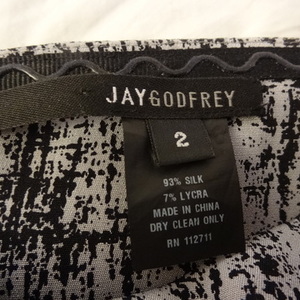 JAYGODFREY
2
93% SILK
7% LYCRA
MADE IN CHINA
DRY CLEAN ONLY
RN 112711